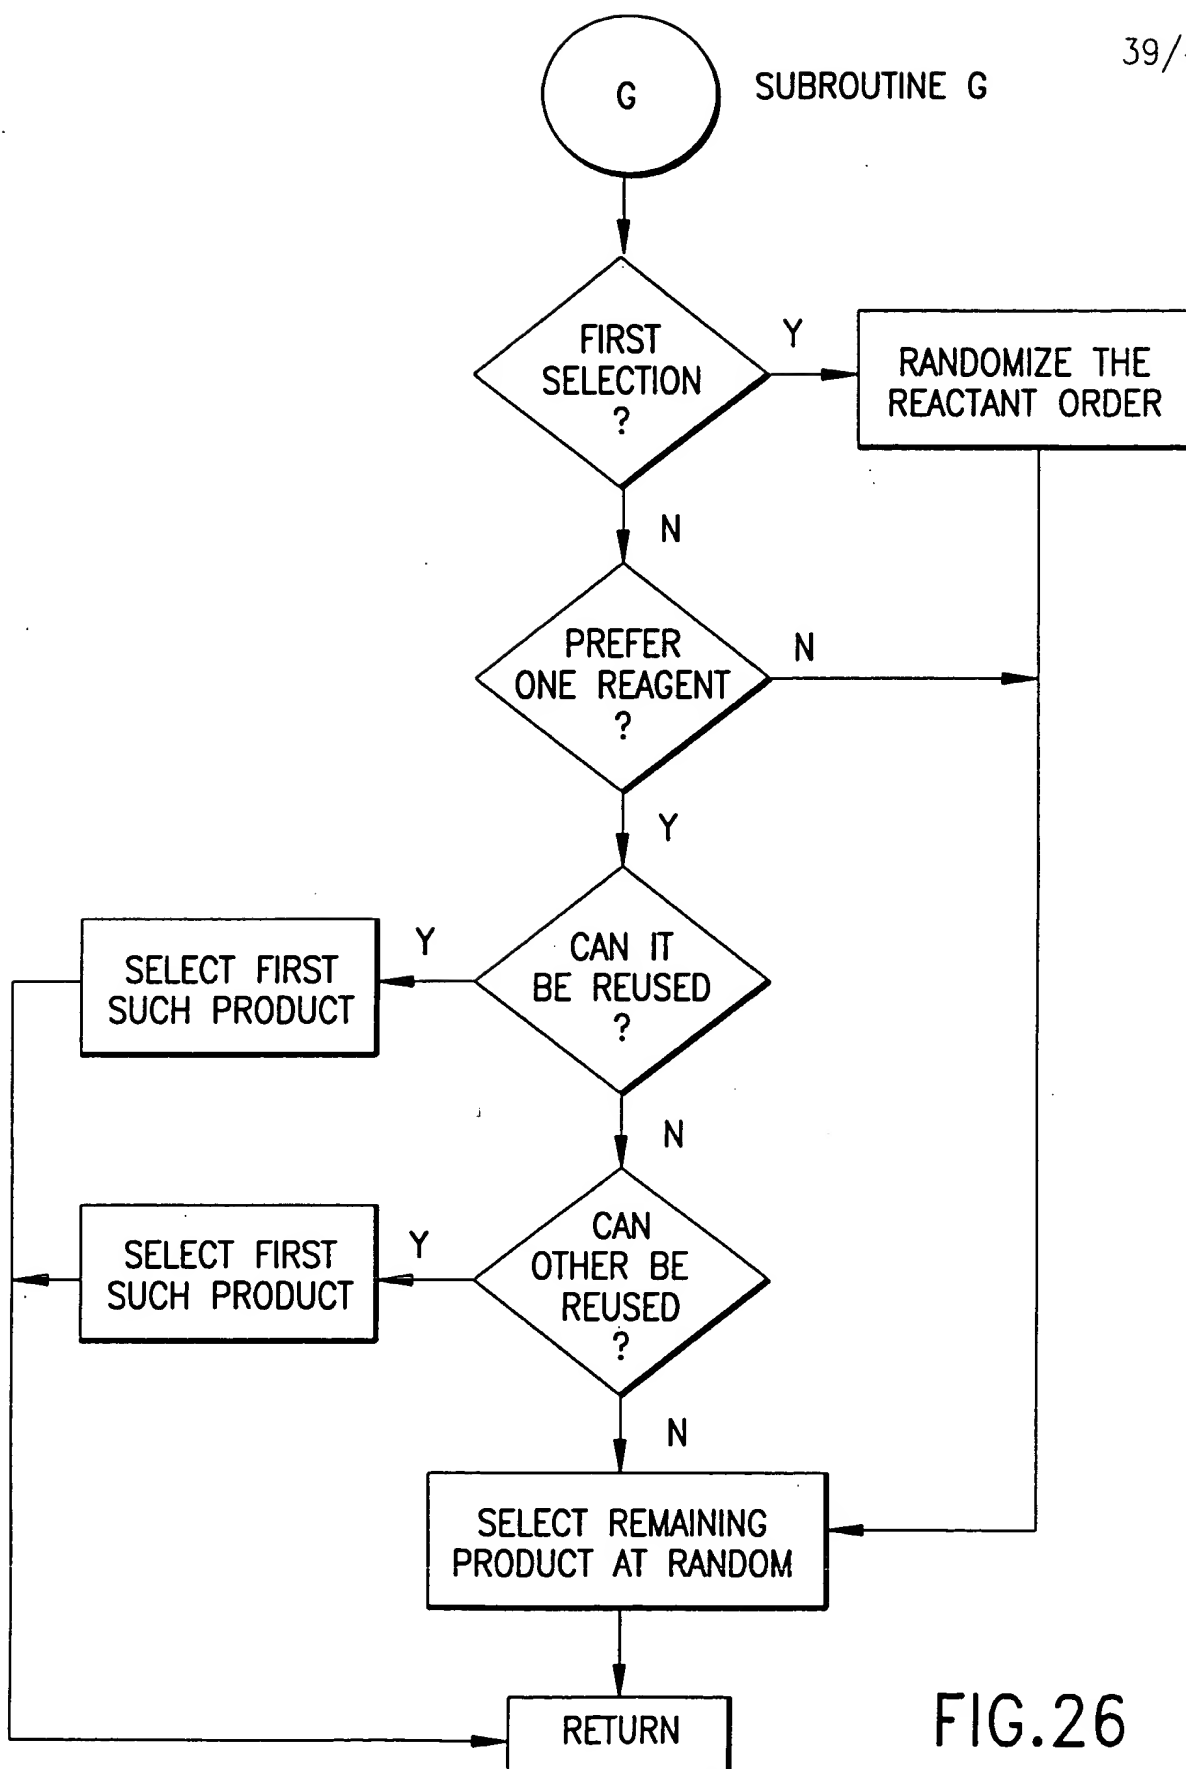 39/
G
SUBROUTINE G
FIRST
SELECTION
?
Y
RANDOMIZE THE
REACTANT ORDER
N
PREFER
ONE REAGENT
?
N
Y
CAN IT
BE REUSED
?
Y
SELECT FIRST
SUCH PRODUCT
N
CAN
OTHER BE
REUSED
?
Y
SELECT FIRST
SUCH PRODUCT
N
SELECT REMAINING
PRODUCT AT RANDOM
RETURN
FIG.26